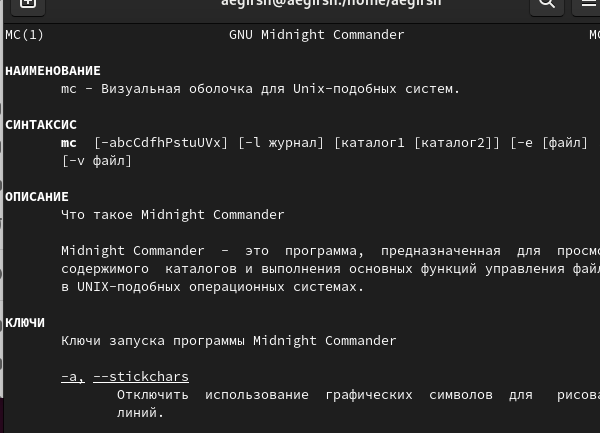 aegirsh@aegirsh:/home/aegirsh
MC(1) GNU Midnight Commander
НАИМЕНОВАНИЕ
mc - Визуальная оболочка для Unix-подобных систем.
СИНТАКСИС
mc [-abcCdfhPstuUVx] [-l журнал] [каталог1 [каталог2]] [-e [файл]
[-v файл]
ОПИСАНИЕ
Что такое Midnight Commander
Midnight Commander - это программа, предназначенная для
содержимого каталогов и выполнения основных функций управления
в UNIX-подобных операционных системах.
КЛЮЧИ
Ключи запуска программы Midnight Commander
-a, --stickchars
Отключить использование графических символов для
линий.